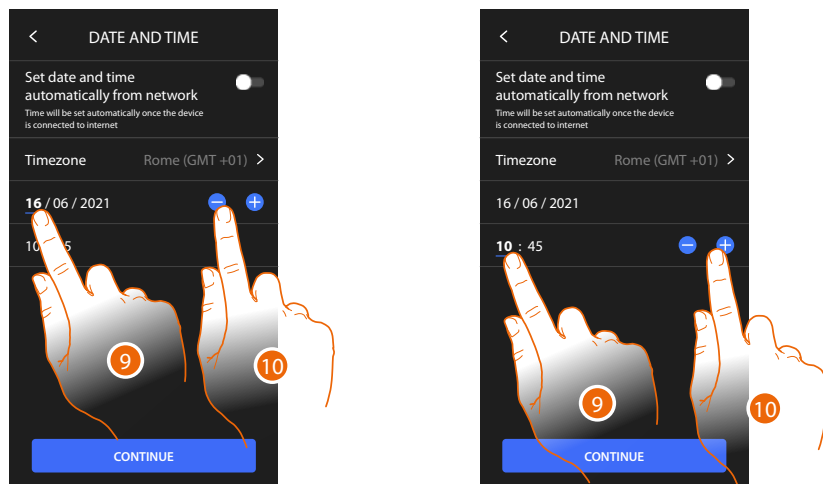 DATE AND TIME
Set date and time
automatically from network
Time will be set automatically once the device
is connected to internet
Timezone Rome (GMT +01)
16 / 06 / 2021
10
5
9
10
CONTINUE
DATE AND TIME
Set date and time
automatically from network
Time will be set automatically once the device
is connected to internet
Timezone Rome (GMT +01)
16 / 06 / 2021
10 : 45
9
10
CONTINUE